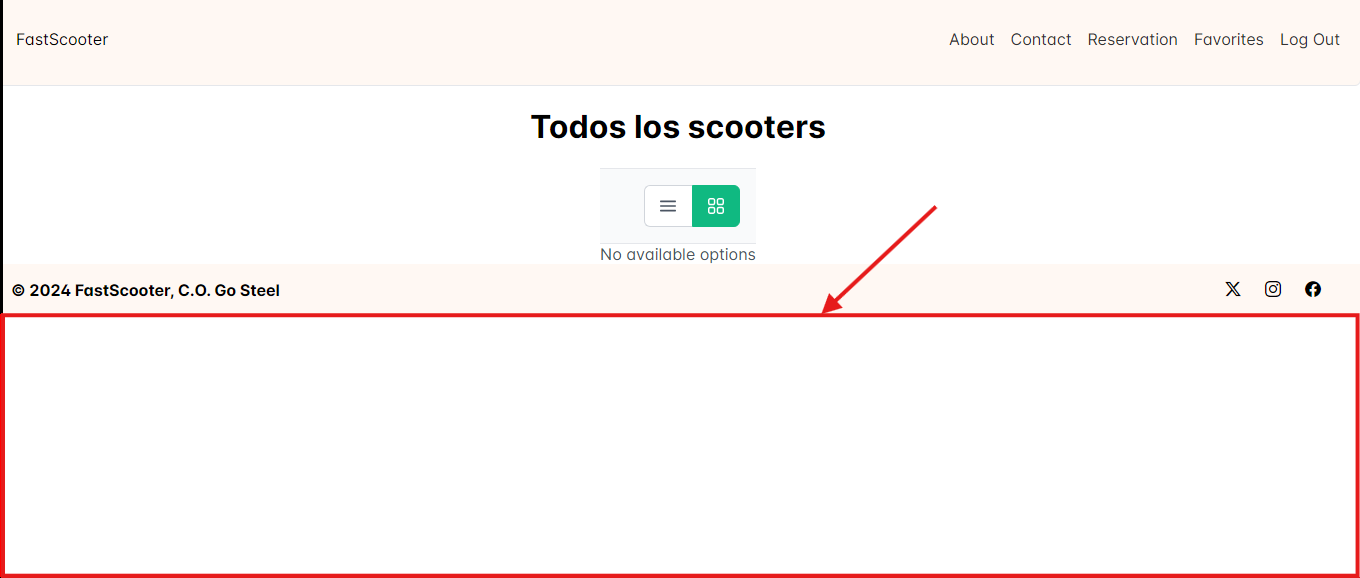 FastScooter
About Contact Reservation Favorites Log Out
Todos los scooters
No available options
© 2024 FastScooter, C.O. Go Steel